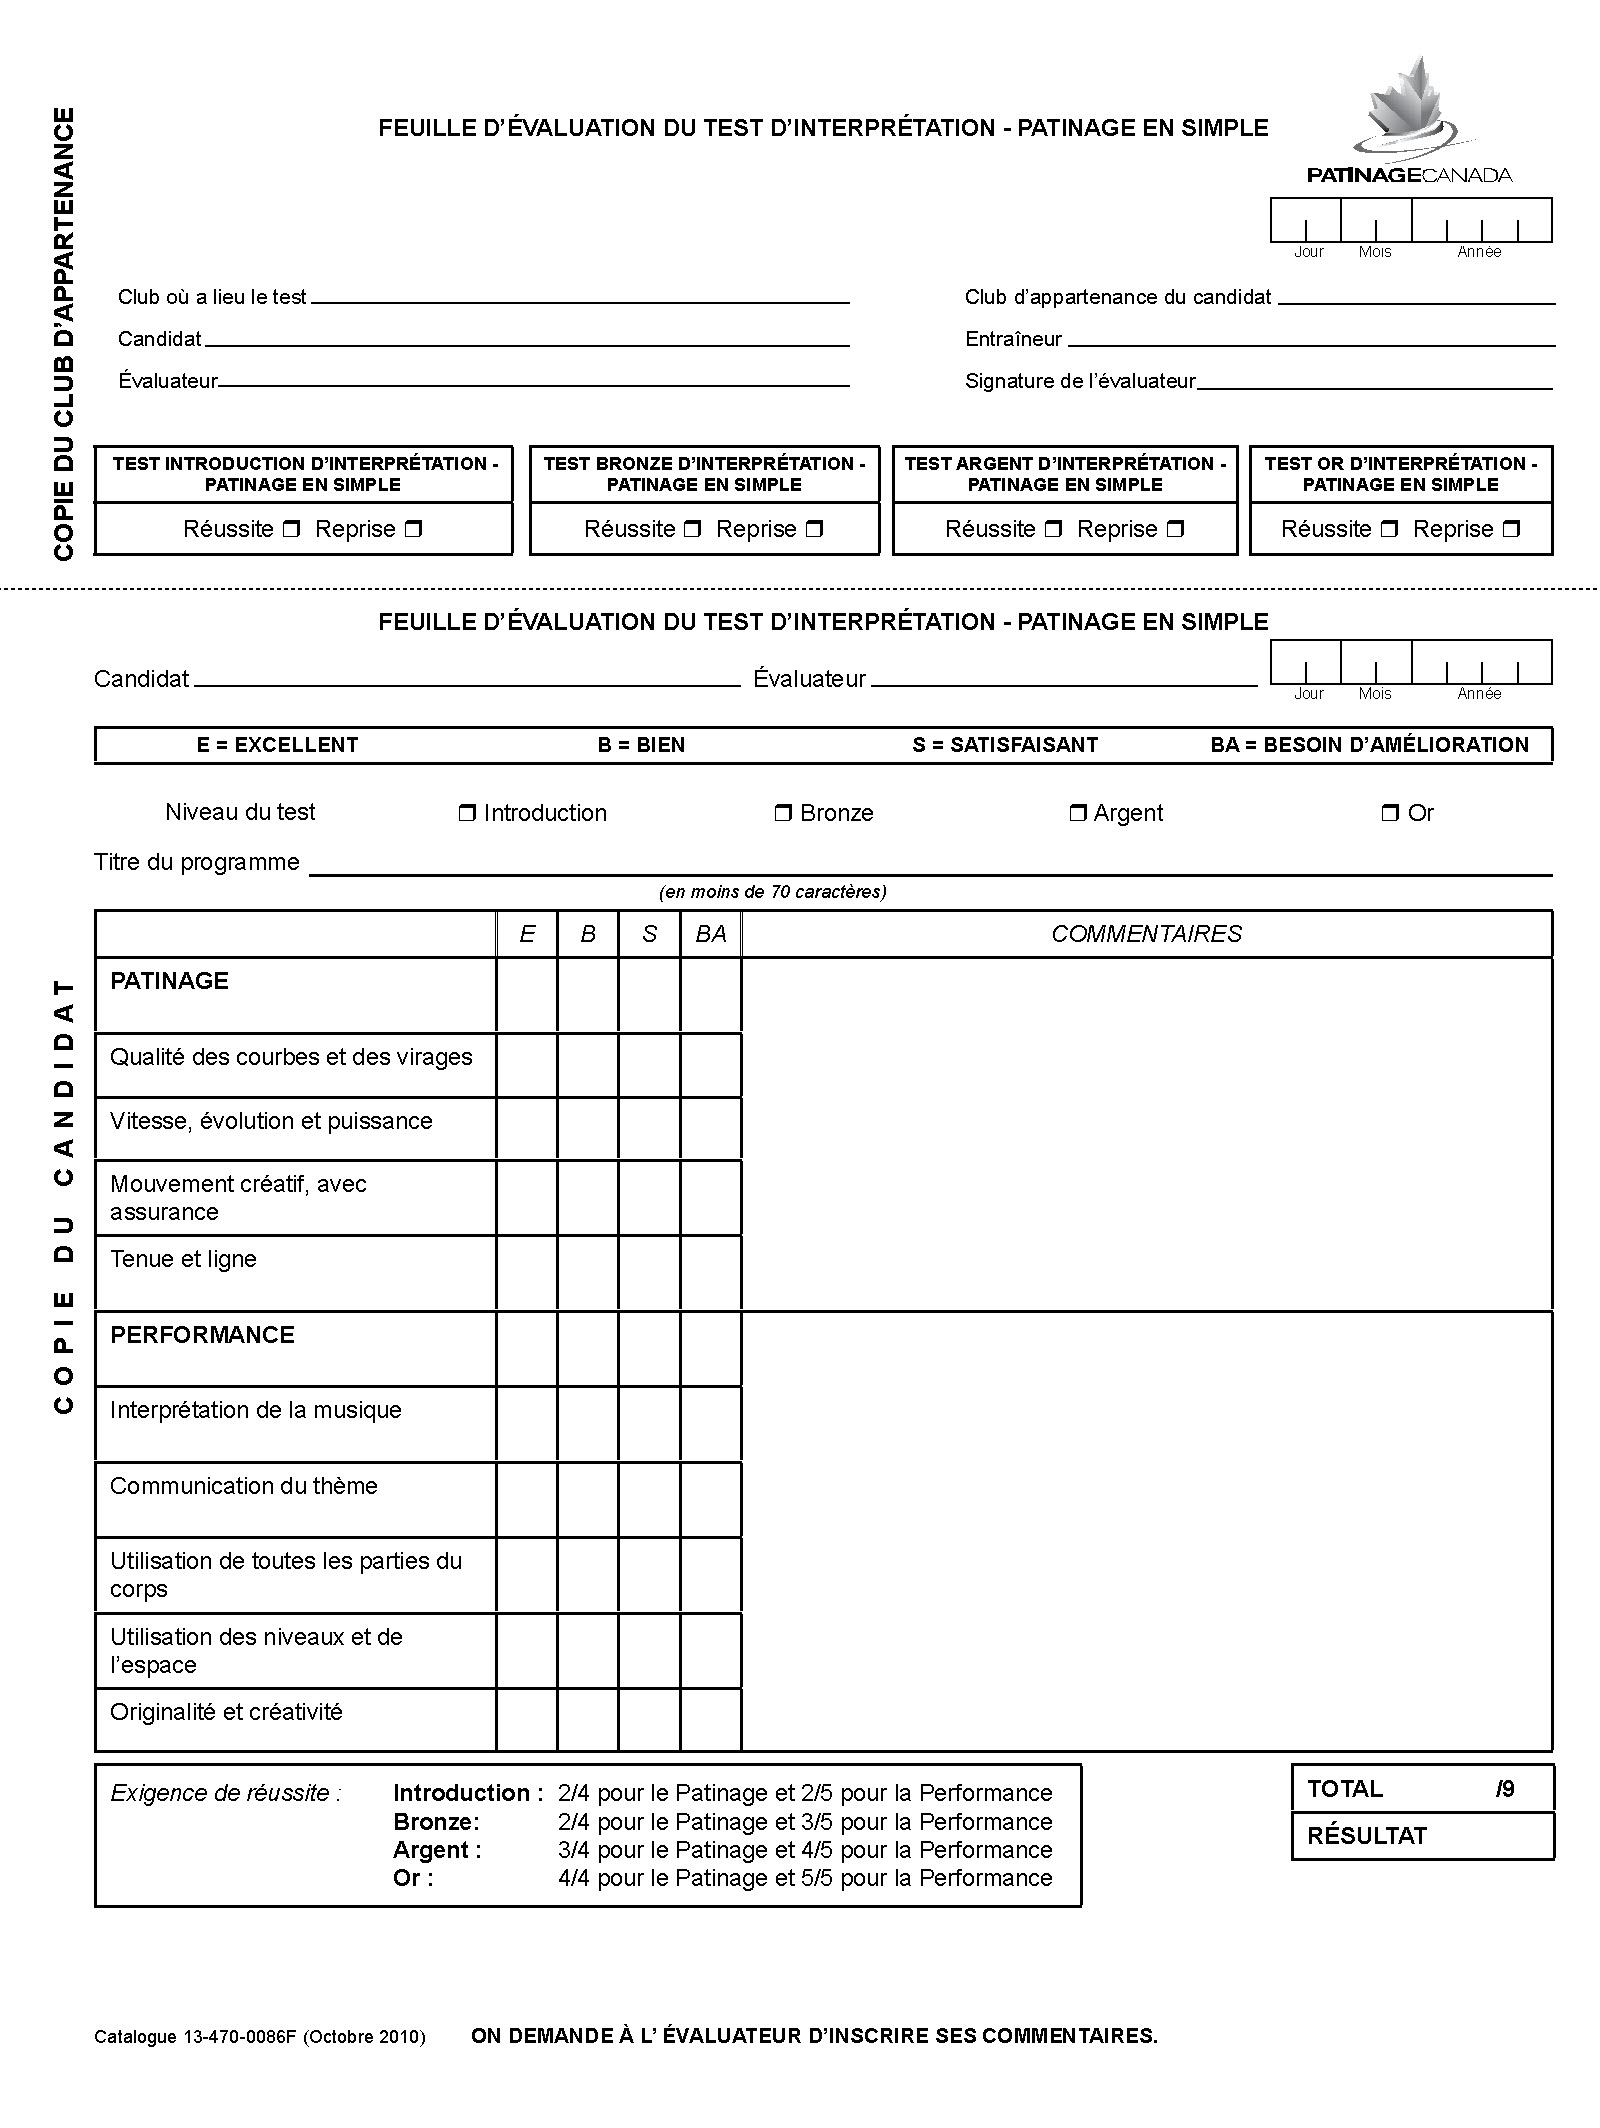 COPIE DU CLUB D’APPARTENANCE
FEUILLE D’ÉVALUATION DU TEST D’INTERPRÉTATION - PATINAGE EN SIMPLE
PATINAGECANADA
Jour Mois Année
Club où a lieu le test Club d’appartenance du candidat
Candidat Entraîneur
Évaluateur Signature de l’évaluateur
TEST INTRODUCTION D’INTERPRÉTATION - PATINAGE EN SIMPLE
Réussite ❒ Reprise ❒
TEST BRONZE D’INTERPRÉTATION - PATINAGE EN SIMPLE
Réussite ❒ Reprise ❒
TEST ARGENT D’INTERPRÉTATION - PATINAGE EN SIMPLE
Réussite ❒ Reprise ❒
TEST OR D’INTERPRÉTATION - PATINAGE EN SIMPLE
Réussite ❒ Reprise ❒
COPIE DU CANDIDAT
FEUILLE D’ÉVALUATION DU TEST D’INTERPRÉTATION - PATINAGE EN SIMPLE
Candidat Évaluateur
Jour Mois Année
E = EXCELLENT B = BIEN S = SATISFAISANT BA = BESOIN D’AMÉLIORATION
Niveau du test ❒ Introduction ❒ Bronze ❒ Argent ❒ Or
Titre du programme
(en moins de 70 caractères)
E B S BA COMMENTAIRES
PATINAGE
Qualité des courbes et des virages
Vitesse, évolution et puissance
Mouvement créatif, avec
assurance
Tenue et ligne
PERFORMANCE
Interprétation de la musique
Communication du thème
Utilisation de toutes les parties du
corps
Utilisation des niveaux et de
l’espace
Originalité et créativité
Exigence de réussite : Introduction : 2/4 pour le Patinage et 2/5 pour la Performance
Bronze: 2/4 pour le Patinage et 3/5 pour la Performance
Argent : 3/4 pour le Patinage et 4/5 pour la Performance
Or : 4/4 pour le Patinage et 5/5 pour la Performance
TOTAL /9
RÉSULTAT
Catalogue 13-470-0086F (Octobre 2010) ON DEMANDE À L’ ÉVALUATEUR D’INSCRIRE SES COMMENTAIRES.